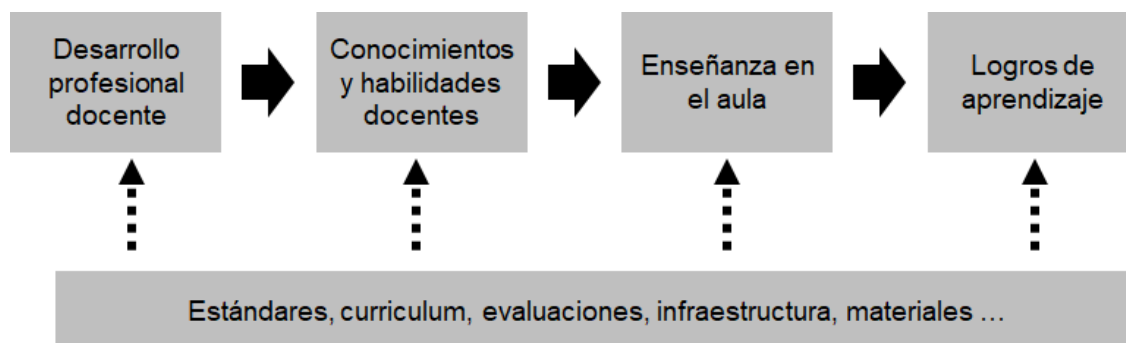 Desarrollo
profesional
docente
Conocimientos
y habilidades
docentes
Enseñanza en
el aula
Logros de
aprendizaje
Estándares, curriculum, evaluaciones, infraestructura, materiales …